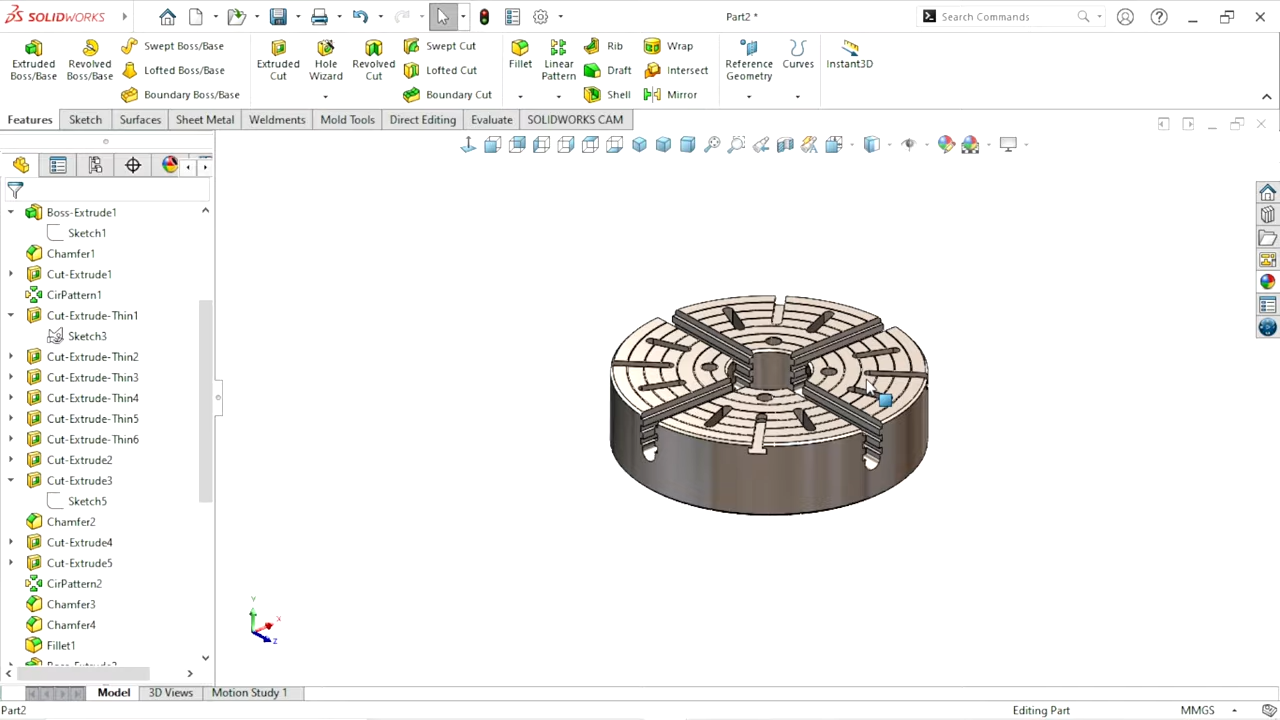 SOLIDWORKS
Part2 *
Search Commands
Extruded Boss/Base
Revolved Boss/Base
Swept Boss/Base
Lofted Boss/Base
Boundary Boss/Base
Extruded Cut
Hole Wizard
Revolved Cut
Swept Cut
Lofted Cut
Boundary Cut
Fillet
Linear Pattern
Rib
Draft
Shell
Wrap
Intersect
Mirror
Reference Geometry
Curves
Instant3D
Features
Sketch
Surfaces
Sheet Metal
Weldments
Mold Tools
Direct Editing
Evaluate
SOLIDWORKS CAM
Boss-Extrude1
Sketch1
Chamfer1
Cut-Extrude1
CirPattern1
Cut-Extrude-Thin1
Sketch3
Cut-Extrude-Thin2
Cut-Extrude-Thin3
Cut-Extrude-Thin4
Cut-Extrude-Thin5
Cut-Extrude-Thin6
Cut-Extrude2
Cut-Extrude3
Sketch5
Chamfer2
Cut-Extrude4
Cut-Extrude5
CirPattern2
Chamfer3
Chamfer4
Fillet1
Y
X
Z
Model
3D Views
Motion Study 1
Part2
Editing Part
MMGS